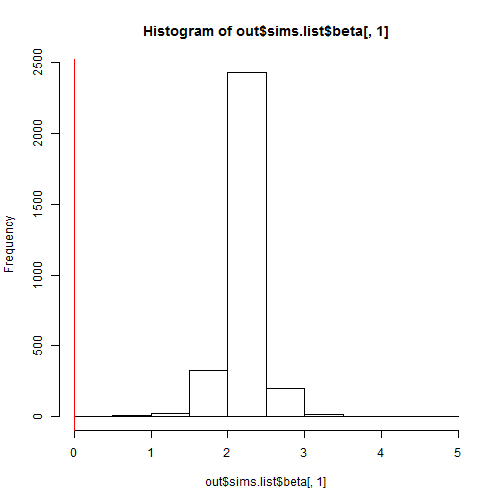 Histogram of out$sims.list$beta[, 1]
Frequency
2500
2000
1500
1000
500
0
0 1 2 3 4 5
out$sims.list$beta[, 1]